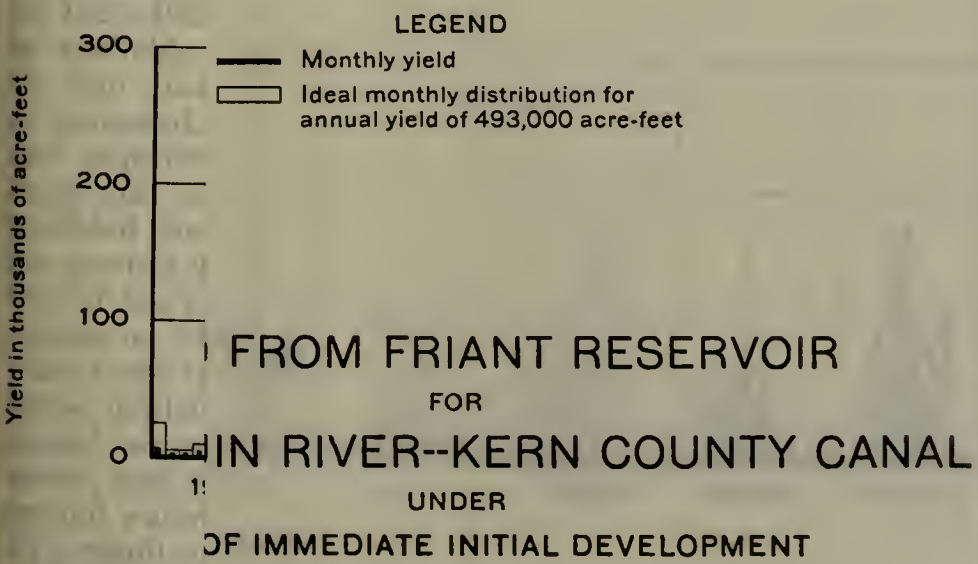 LEGEND
Monthly yield
Ideal monthly distribution for
annual yield of 493,000 acre-feet
Yield in thousands of acre-feet
300
200
100
0
FROM FRIANT RESERVOIR
FOR
IN RIVER--KERN COUNTY CANAL
UNDER
OF IMMEDIATE INITIAL DEVELOPMENT